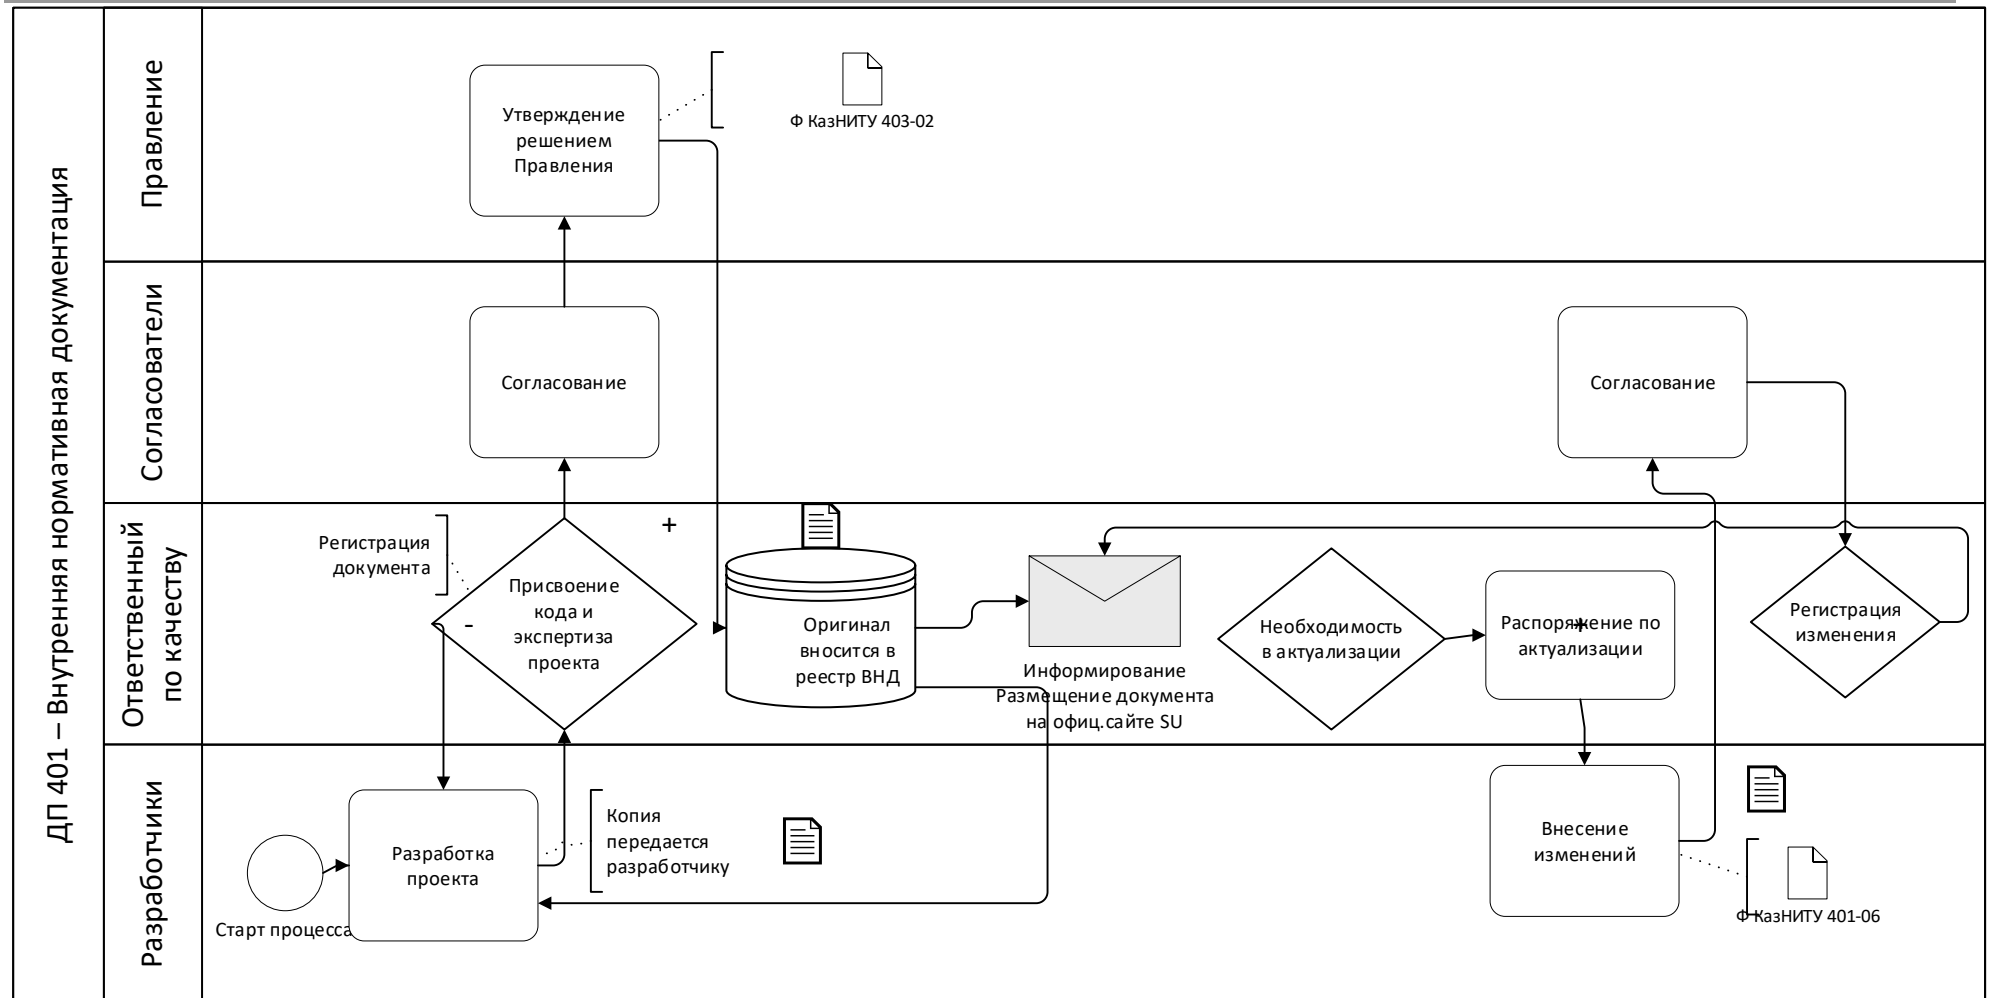 ДП 401 – Внутренняя нормативная документация
Правление
Утверждение
решением
Правления
Ф КазНИТУ 403-02
Согласователи
Согласование
Согласование
Ответственный
по качеству
Регистрация
документа
+
-
Присвоение
кода и
экспертиза
проекта
Оригинал
вносится в
реестр ВНД
Информирование
Размещение документа
на офиц.сайте SU
Необходимость
в актуализации
+
Распоряжение по
актуализации
Регистрация
изменения
Разработчики
Старт процесса
Разработка
проекта
Копия
передается
разработчику
Внесение
изменений
Ф КазНИТУ 401-06